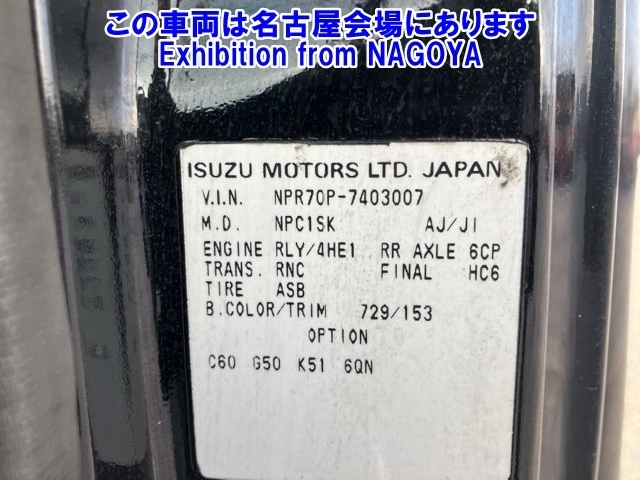 この車両は名古屋会場にあります
Exhibition from NAGOYA
ISUZU MOTORS LTD. JAPAN
V.I.N. NPR70P-7403007
M.D. NPC1SK AJ/JI
ENGINE RLY/4HE1 RR AXLE 6CP
TRANS. RNC FINAL HC6
TIRE ASB
B.COLOR/TRIM 729/153
OPTION
C60 G50 K51 6QN